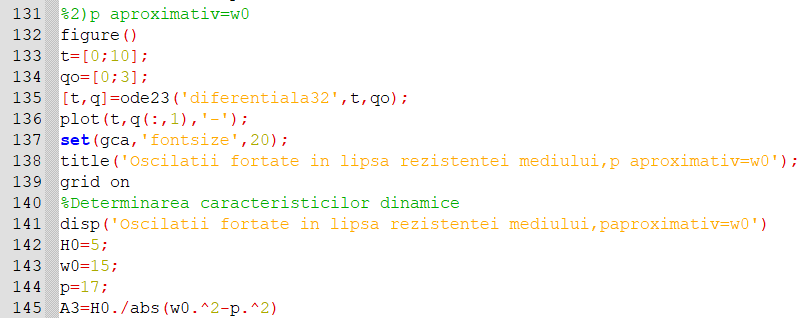 131 %2)p aproximativ=w0
132 figure()
133 t=[0;10];
134 qo=[0;3];
135 [t,q]=ode23('diferentiala32',t,qo);
136 plot(t,q(:,1),'-');
137 set(gca,'fontsize',20);
138 title('Oscilatii fortate in lipsa rezistentei mediului,p aproximativ=w0');
139 grid on
140 %Determinarea caracteristicilor dinamice
141 disp('Oscilatii fortate in lipsa rezistentei mediului,paproximativ=w0')
142 H0=5;
143 w0=15;
144 p=17;
145 A3=H0./abs(w0.^2-p.^2)